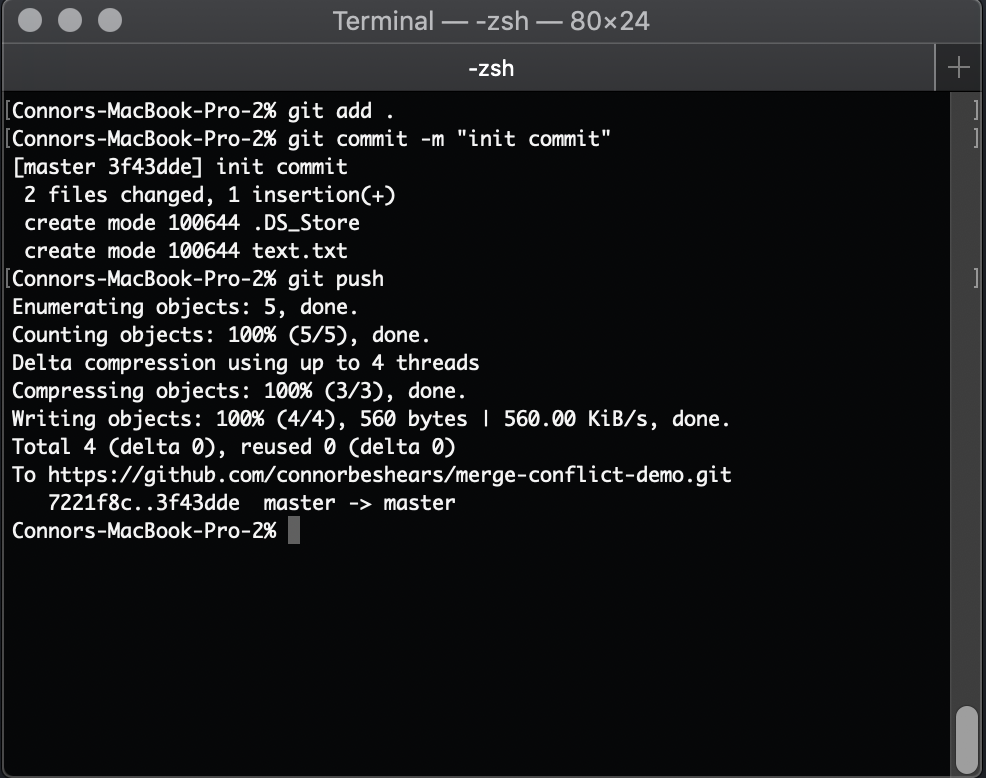 Terminal — -zsh — 80×24
-zsh
[Connors-MacBook-Pro-2% git add . ]
[Connors-MacBook-Pro-2% git commit -m "init commit" ]
[master 3f43dde] init commit
 2 files changed, 1 insertion(+)
 create mode 100644 .DS_Store
 create mode 100644 text.txt
[Connors-MacBook-Pro-2% git push ]
Enumerating objects: 5, done.
Counting objects: 100% (5/5), done.
Delta compression using up to 4 threads
Compressing objects: 100% (3/3), done.
Writing objects: 100% (4/4), 560 bytes | 560.00 KiB/s, done.
Total 4 (delta 0), reused 0 (delta 0)
To https://github.com/connorbeshears/merge-conflict-demo.git
   7221f8c..3f43dde  master -> master
Connors-MacBook-Pro-2%